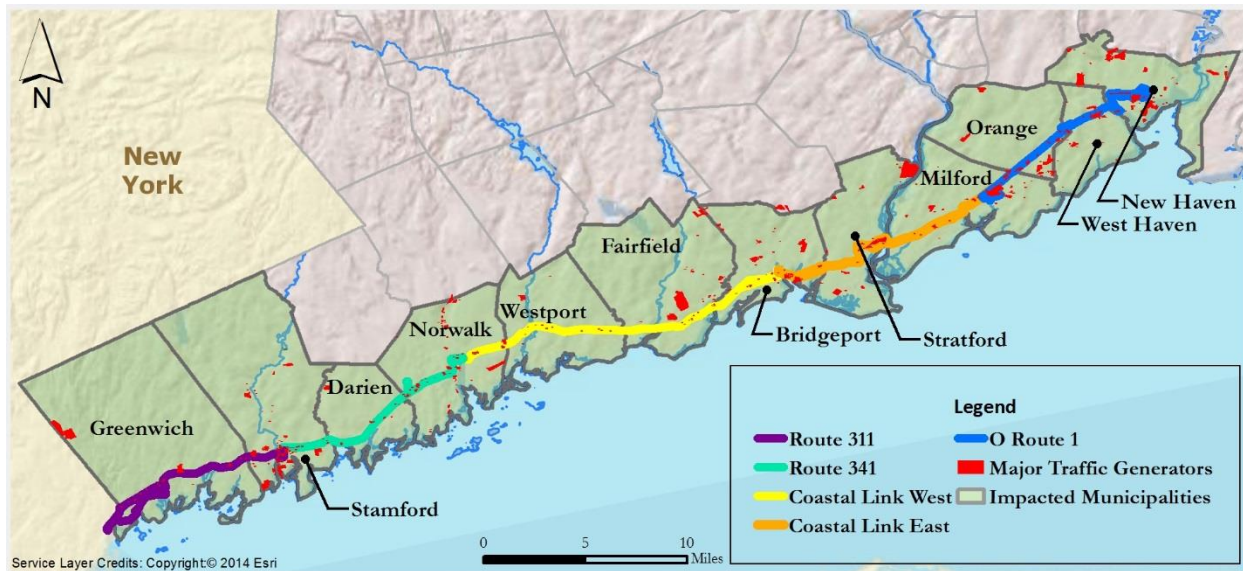 N
New
York
Orange
Milford
New Haven
West Haven
Fairfield
Westport
Norwalk
Bridgeport
Stratford
Darien
Greenwich
Stamford
Legend
Route 311
O Route 1
Route 341
Major Traffic Generators
Coastal Link West
Impacted Municipalities
Coastal Link East
0 5 10
Miles
Service Layer Credits: Copyright:© 2014 Esri